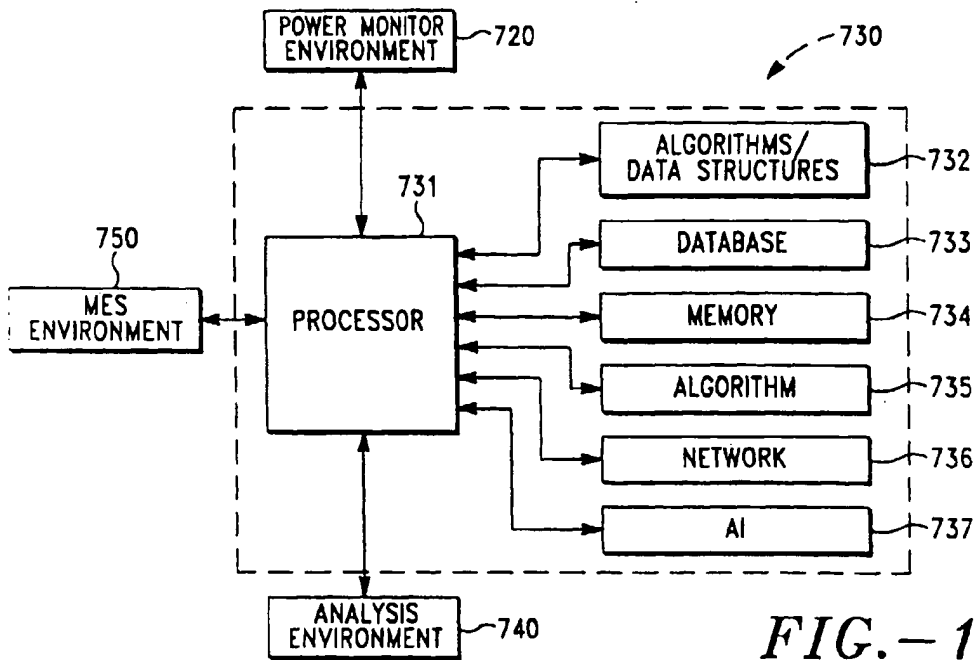 POWER MONITOR
ENVIRONMENT
720
730
ALGORITHMS/
DATA STRUCTURES
732
731
750
DATABASE
733
MES
ENVIRONMENT
PROCESSOR
MEMORY
734
ALGORITHM
735
NETWORK
736
AI
737
ANALYSIS
ENVIRONMENT
740
FIG.-1